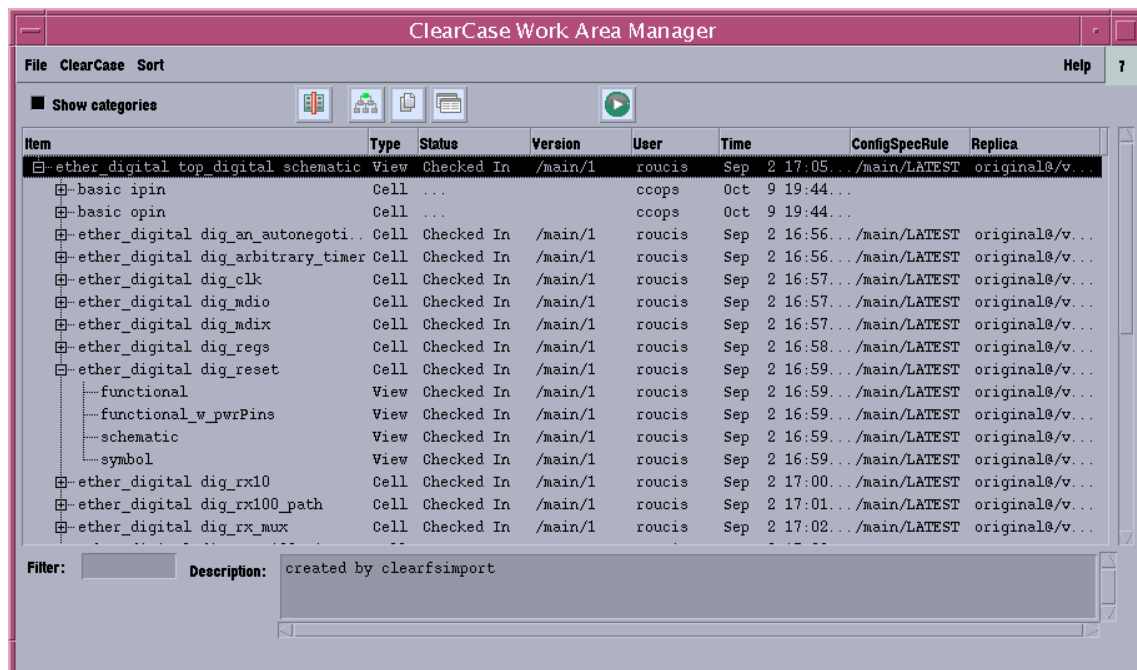 ClearCase Work Area Manager
File ClearCase Sort Help 7
Show categories
Item Type Status Version User Time ConfigSpecRule Replica
ether_digital top_digital schematic View Checked In /main/1 roucis Sep 2 17:05... /main/LATEST original@/v...
basic ipin Cell ... ccops Oct 9 19:44...
basic opin Cell ... ccops Oct 9 19:44...
ether_digital dig_an_autonegoti.. Cell Checked In /main/1 roucis Sep 2 16:56... /main/LATEST original@/v...
ether_digital dig_arbitrary_timer Cell Checked In /main/1 roucis Sep 2 16:56... /main/LATEST original@/v...
ether_digital dig_clk Cell Checked In /main/1 roucis Sep 2 16:57... /main/LATEST original@/v...
ether_digital dig_mdio Cell Checked In /main/1 roucis Sep 2 16:57... /main/LATEST original@/v...
ether_digital dig_mdix Cell Checked In /main/1 roucis Sep 2 16:57... /main/LATEST original@/v...
ether_digital dig_regs Cell Checked In /main/1 roucis Sep 2 16:58... /main/LATEST original@/v...
ether_digital dig_reset Cell Checked In /main/1 roucis Sep 2 16:59... /main/LATEST original@/v...
functional View Checked In /main/1 roucis Sep 2 16:59... /main/LATEST original@/v...
functional_w_pwrPins View Checked In /main/1 roucis Sep 2 16:59... /main/LATEST original@/v...
schematic View Checked In /main/1 roucis Sep 2 16:59... /main/LATEST original@/v...
symbol View Checked In /main/1 roucis Sep 2 16:59... /main/LATEST original@/v...
ether_digital dig_rx10 Cell Checked In /main/1 roucis Sep 2 17:00... /main/LATEST original@/v...
ether_digital dig_rx100_path Cell Checked In /main/1 roucis Sep 2 17:01... /main/LATEST original@/v...
ether_digital dig_rx_mux Cell Checked In /main/1 roucis Sep 2 17:02... /main/LATEST original@/v...
Filter: Description: created by clearfsimport